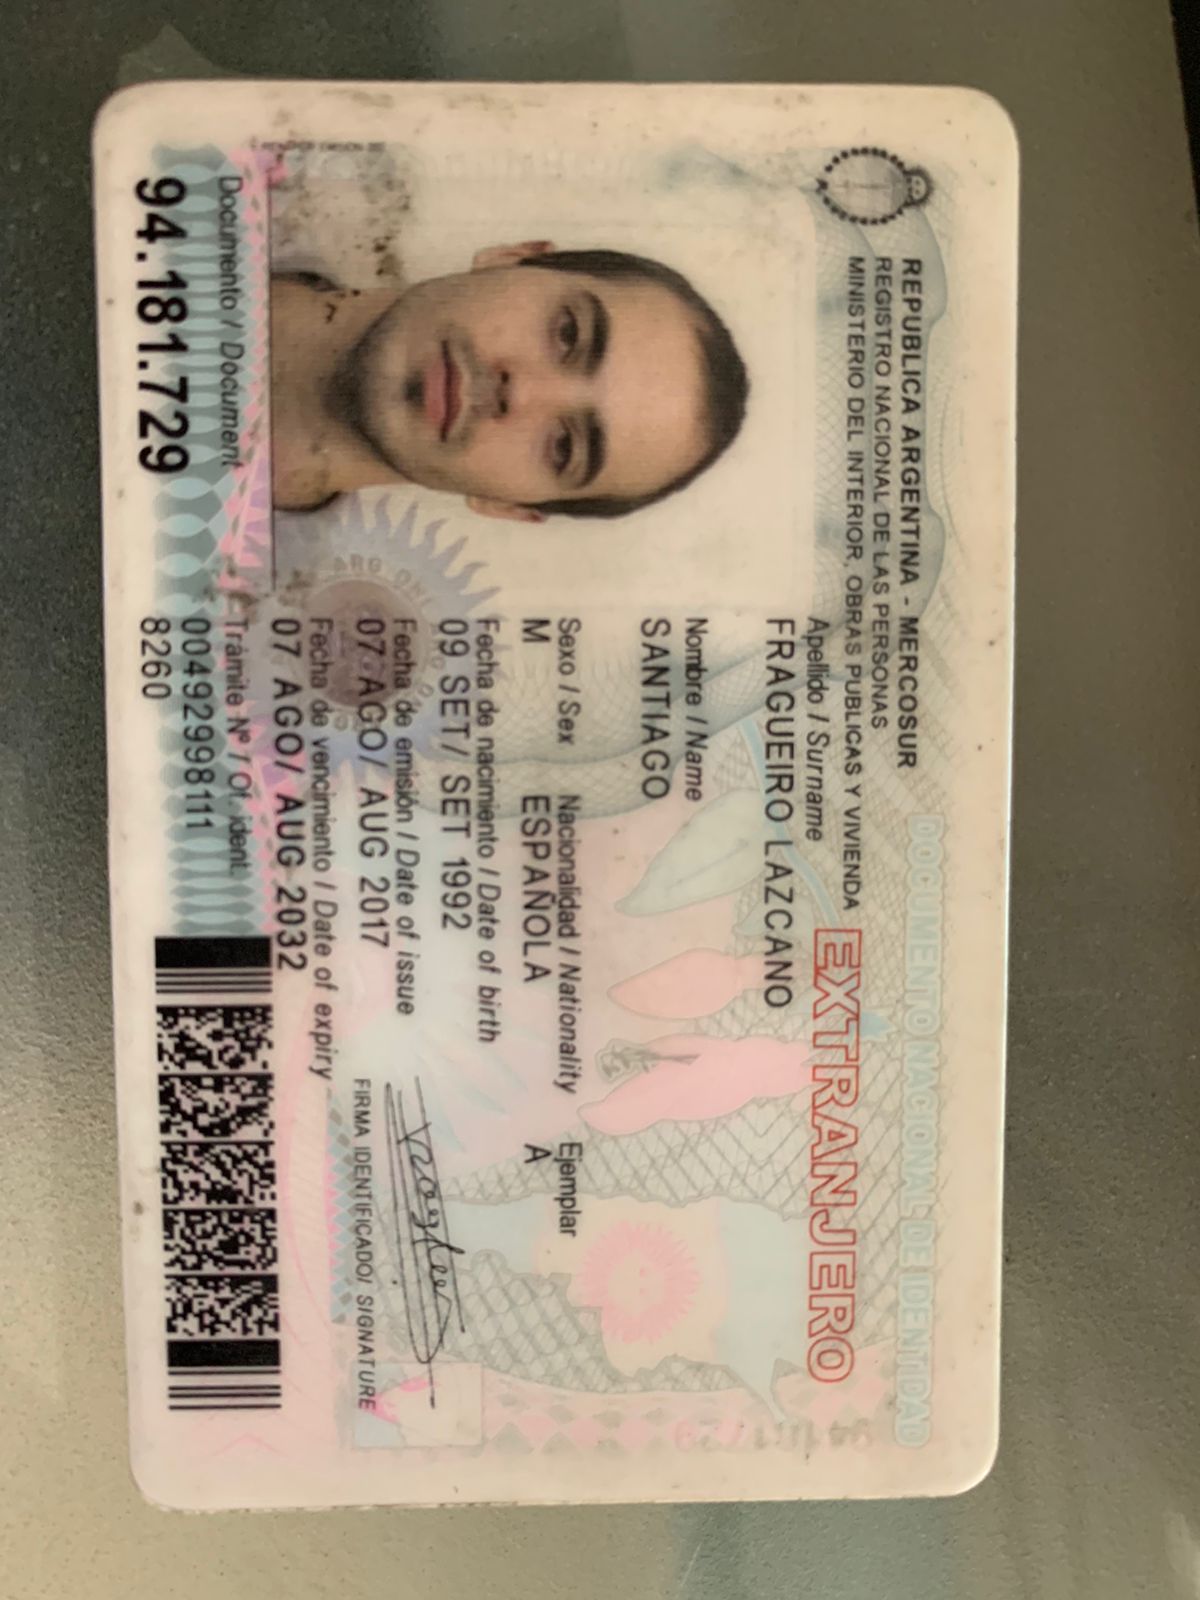 REPUBLICA ARGENTINA - MERCOSUR
REGISTRO NACIONAL DE LAS PERSONAS
MINISTERIO DEL INTERIOR, OBRAS PUBLICAS Y VIVIENDA
DOCUMENTO NACIONAL DE IDENTIDAD
EXTRANJERO
Apellido / Surname
FRAGUEIRO LAZCANO
Nombre / Name
SANTIAGO
Sexo / Sex Nacionalidad / Nationality Ejemplar
M ESPAÑOLA A
Fecha de nacimiento / Date of birth
09 SET/ SET 1992
Fecha de emisión / Date of issue
07 AGO/ AUG 2017
Fecha de vencimiento / Date of expiry
07 AGO/ AUG 2032
FIRMA IDENTIFICADO/ SIGNATURE
Trámite Nº / Of. ident.
00492998111
8260
Documento / Document
94.181.729